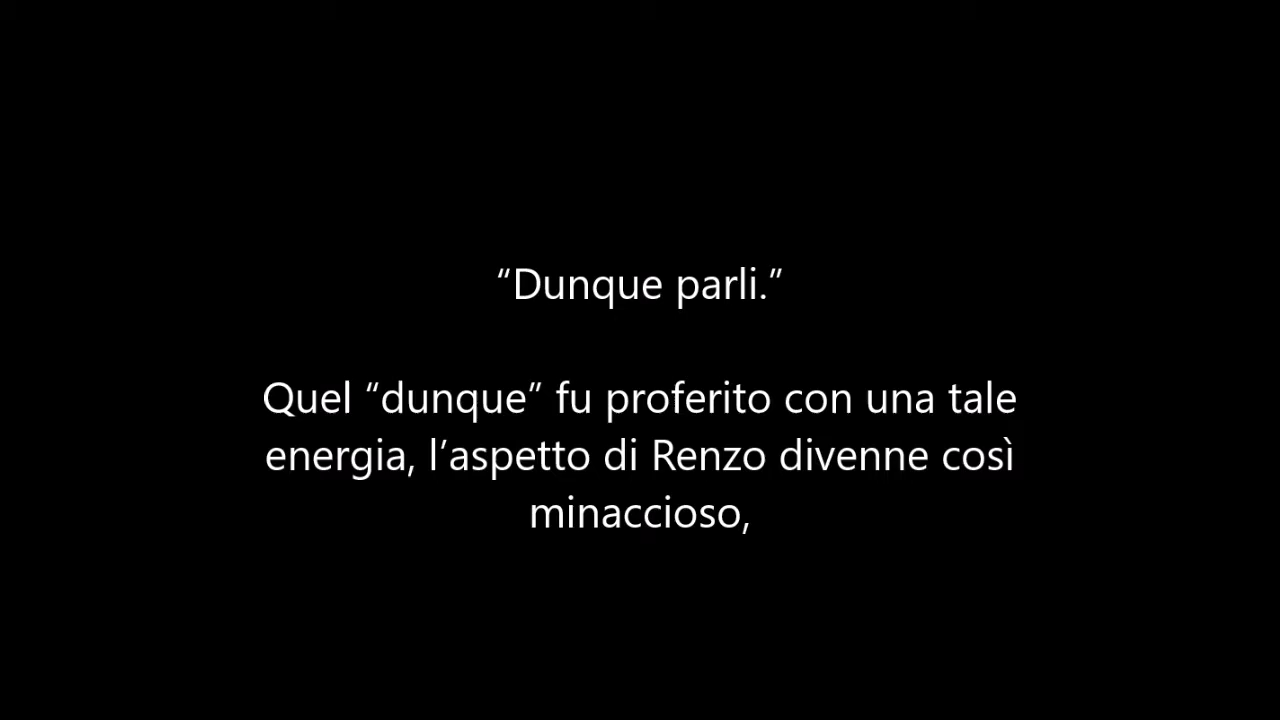 “Dunque parli.”
Quel “dunque” fu proferito con una tale
energia, l’aspetto di Renzo divenne così
minaccioso,